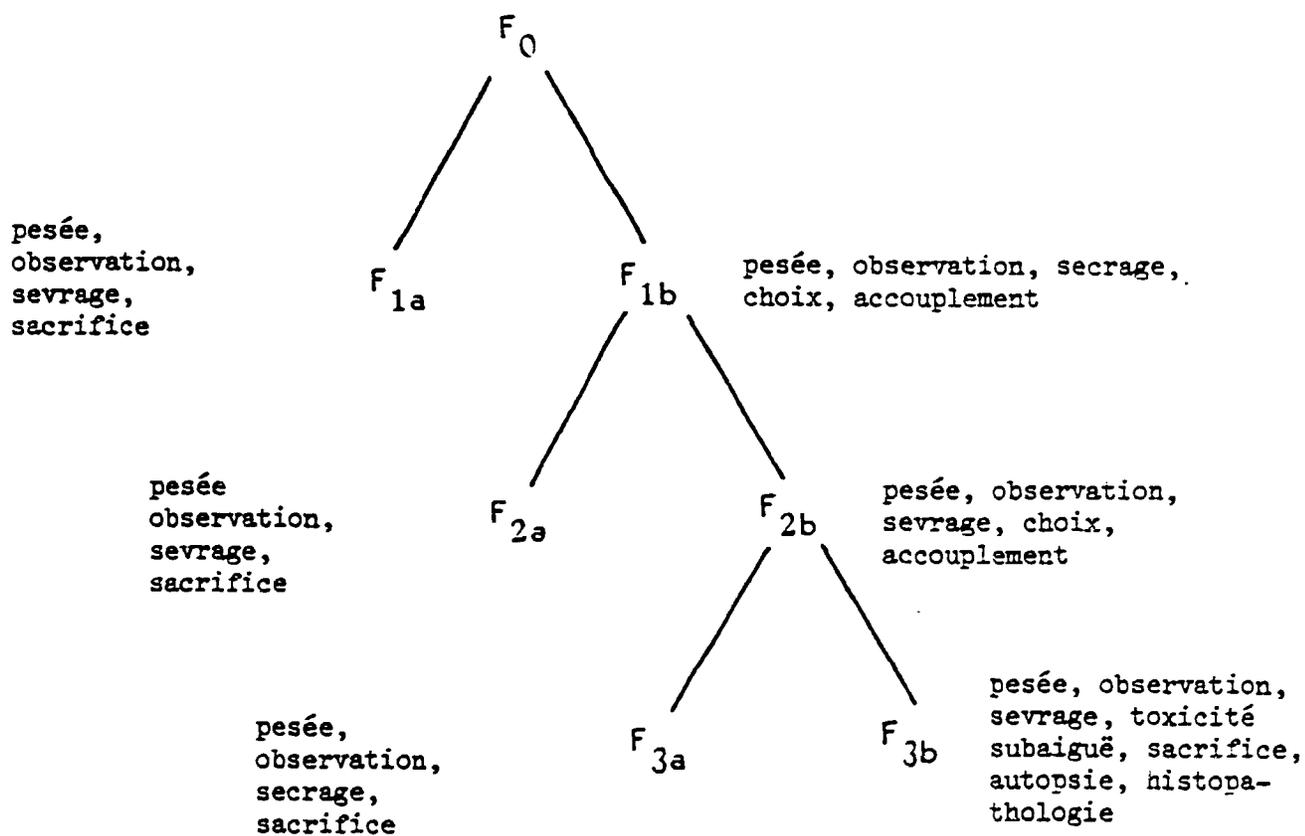 F0
pesée,
observation,
sevrage,
sacrifice
F1a
F1b
pesée, observation, secrage,
choix, accouplement
pesée
observation,
sevrage,
sacrifice
F2a
F2b
pesée, observation,
sevrage, choix,
accouplement
pesée,
observation,
secrage,
sacrifice
F3a
F3b
pesée, observation,
sevrage, toxicité
subaiguë, sacrifice,
autopsie, histopa-
thologie